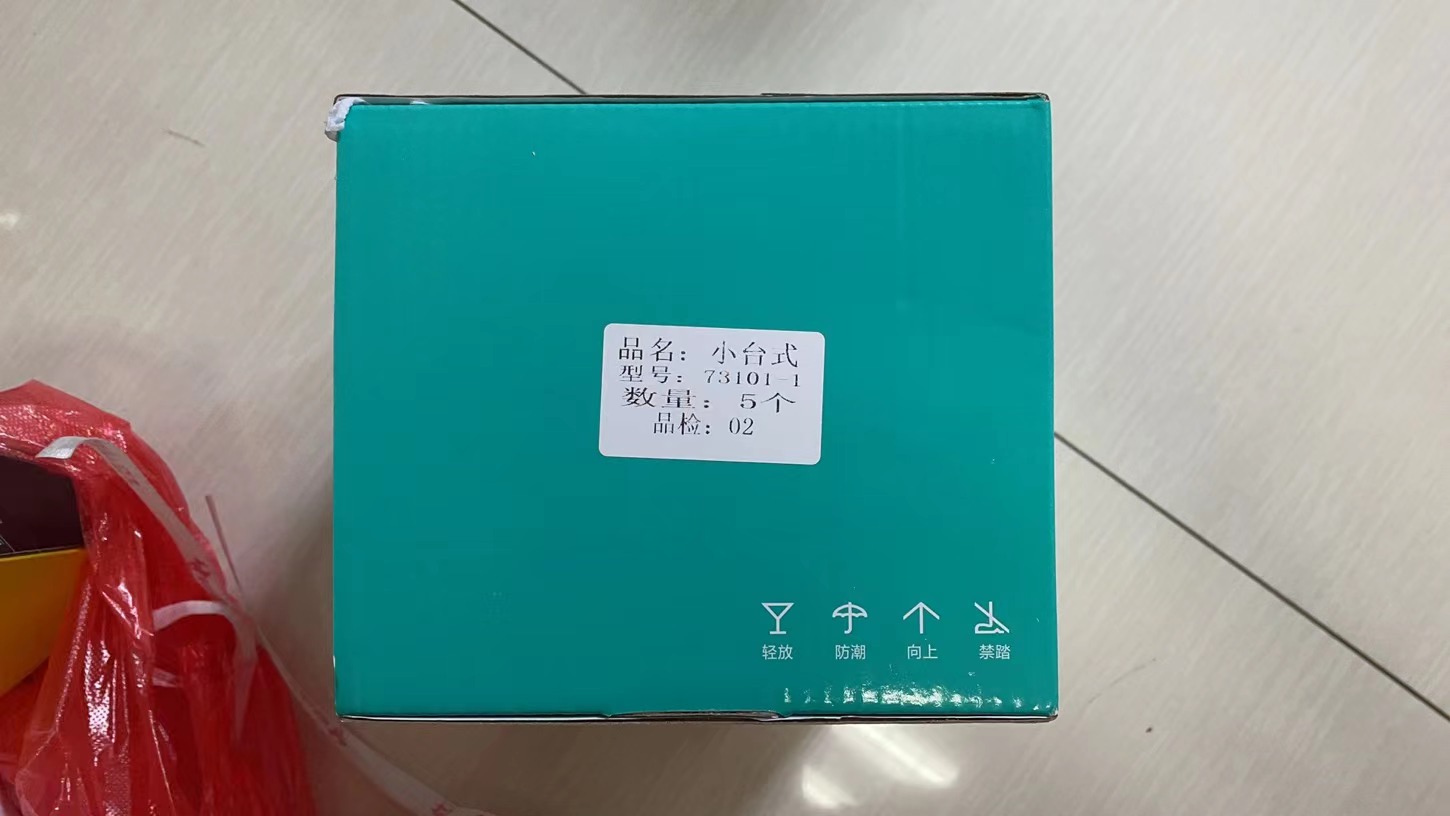 品名：小台式
型号：73101-1
数量：5个
品检：02
轻放 防潮 向上 禁踏